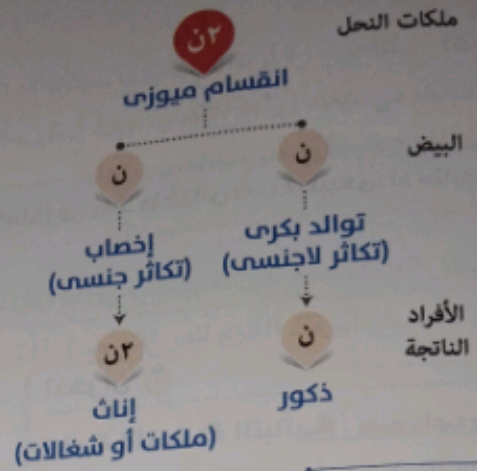 ملكات النحل
٢ن
انقسام ميوزى
البيض
ن
ن
توالد بكرى
(تكاثر لاجنسى)
إخصاب
(تكاثر جنسى)
الأفراد
الناتجة
ن
٢ن
ذكور
إناث
(ملكات أو شغالات)